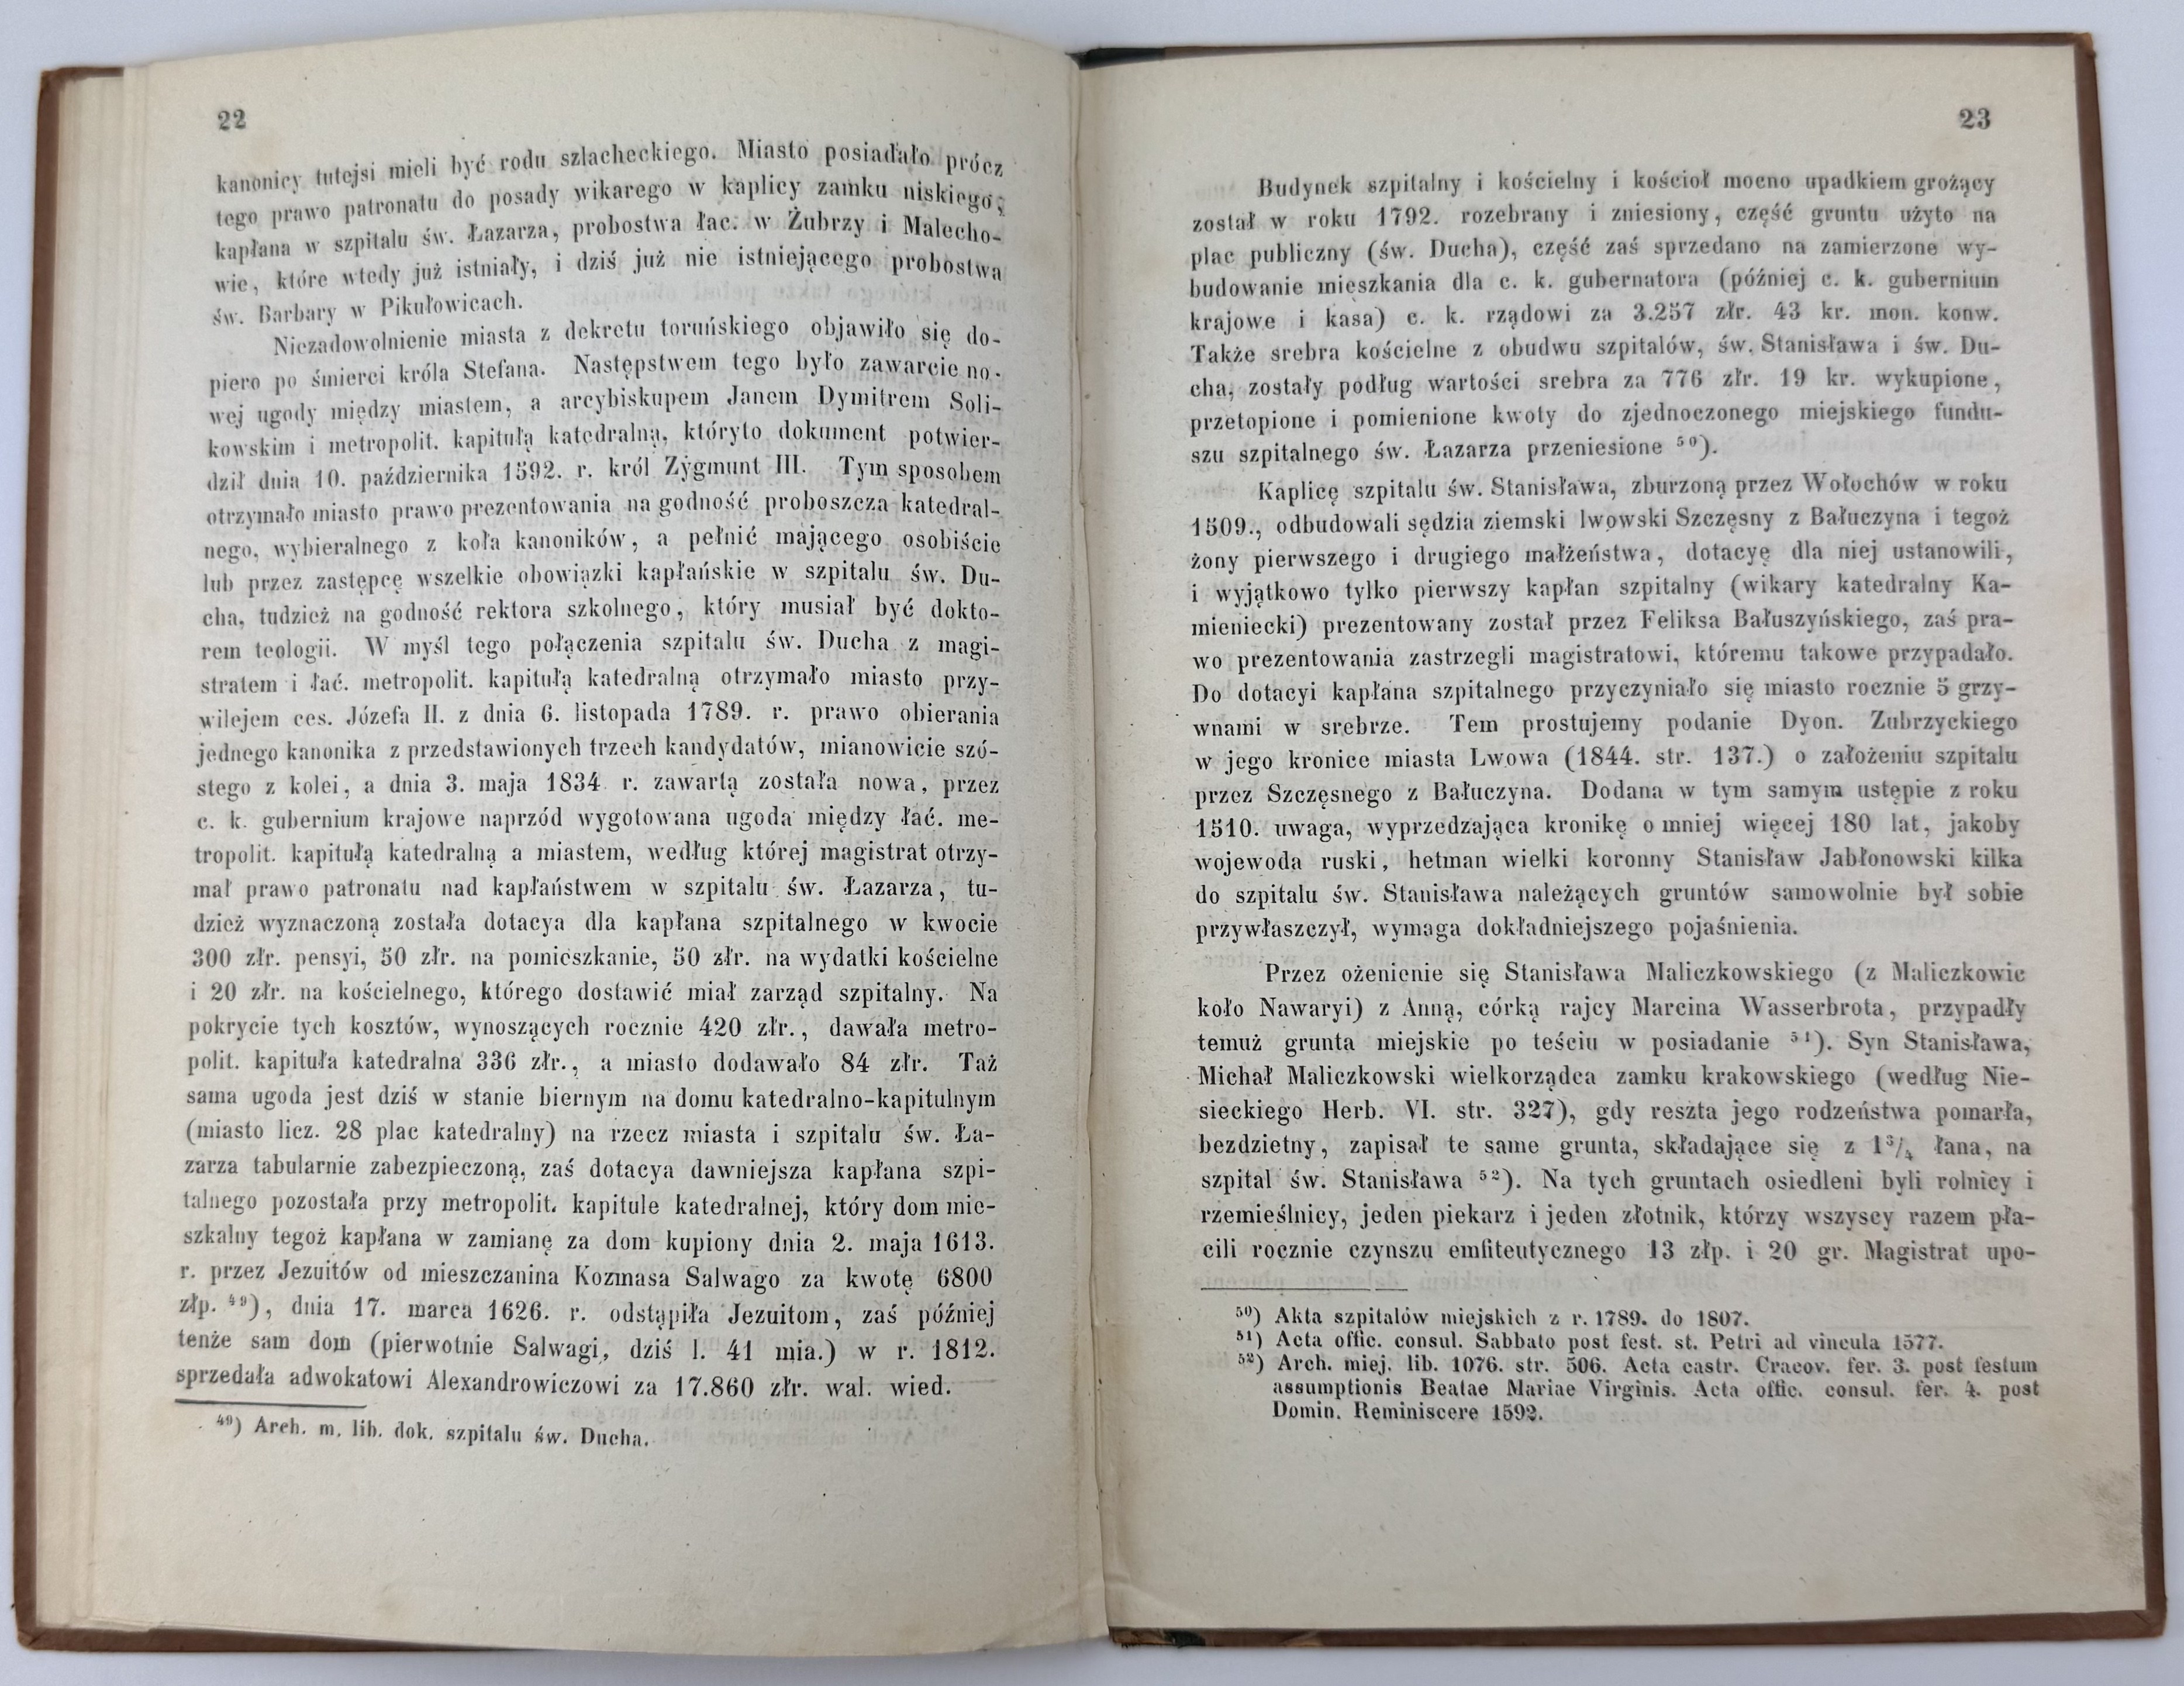 22
kanonicy tutejsi mieli być rodu szlacheckiego. Miasto posiadało prócz
tego prawo patronatu do posady wikarego w kaplicy zamku niskiego,
kapłana w szpitalu św. Łazarza, probostwa łac. w Żubrzy i Malecho-
wie, które wtedy już istniały, i dziś już nie istniejącego probostwa
św. Barbary w Pikułowicach.
Niezadowolnienie miasta z dekretu toruńskiego objawiło się do-
piero po śmierci króla Stefana. Następstwem tego było zawarcie no-
wej ugody między miastem, a arcybiskupem Janem Dymitrem Soli-
kowskim i metropolit. kapitułą katedralną, któryto dokument potwier-
dził dnia 10. października 1592. r. król Zygmunt III. Tym sposobem
otrzymało miasto prawo prezentowania na godność proboszcza katedral-
nego, wybieralnego z koła kanoników, a pełnić mającego osobiście
lub przez zastępcę wszelkie obowiązki kapłańskie w szpitalu św. Du-
cha, tudzież na godność rektora szkolnego, który musiał być dokto-
rem teologii. W myśl tego połączenia szpitalu św. Ducha z magi-
stratem i łać. metropolit. kapitułą katedralną otrzymało miasto przy-
wilejem ces. Józefa II. z dnia 6. listopada 1789. r. prawo obierania
jednego kanonika z przedstawionych trzech kandydatów, mianowicie szó-
stego z kolei, a dnia 3. maja 1834 r. zawartą została nowa, przez
c. k. gubernium krajowe naprzód wygotowana ugoda między łać. me-
tropolit. kapitułą katedralną a miastem, według której magistrat otrzy-
mał prawo patronatu nad kapłaństwem w szpitalu św. Łazarza, tu-
dzież wyznaczoną została dotacya dla kapłana szpitalnego w kwocie
300 złr. pensyi, 50 złr. na pomieszkanie, 50 złr. na wydatki kościelne
i 20 złr. na kościelnego, którego dostawić miał zarząd szpitalny. Na
pokrycie tych kosztów, wynoszących rocznie 420 złr., dawała metro-
polit. kapituła katedralna 336 złr., a miasto dodawało 84 złr. Taż
sama ugoda jest dziś w stanie biernym na domu katedralno-kapitulnym
(miasto licz. 28 plac katedralny) na rzecz miasta i szpitalu św. Ła-
zarza tabularnie zabezpieczoną, zaś dotacya dawniejsza kapłana szpi-
talnego pozostała przy metropolit. kapitule katedralnej, który dom mie-
szkalny tegoż kapłana w zamianę za dom kupiony dnia 2. maja 1613.
r. przez Jezuitów od mieszczanina Kozmasa Salwago za kwotę 6800
złp. ⁴⁹), dnia 17. marca 1626. r. odstąpiła Jezuitom, zaś później
tenże sam dom (pierwotnie Salwagi, dziś l. 41 mia.) w r. 1812.
sprzedała adwokatowi Alexandrowiczowi za 17.860 złr. wal. wied.
⁴⁹) Arch. m. lib. dok. szpitalu św. Ducha.
23
Budynek szpitalny i kościelny i kościoł mocno upadkiem grożący
został w roku 1792. rozebrany i zniesiony, część gruntu użyto na
plac publiczny (św. Ducha), część zaś sprzedano na zamierzone wy-
budowanie mieszkania dla c. k. gubernatora (później c. k. gubernium
krajowe i kasa) c. k. rządowi za 3.257 złr. 43 kr. mon. konw.
Także srebra kościelne z obudwu szpitalów, św. Stanisława i św. Du-
cha, zostały podług wartości srebra za 776 złr. 19 kr. wykupione,
przetopione i pomienione kwoty do zjednoczonego miejskiego fundu-
szu szpitalnego św. Łazarza przeniesione ⁵⁰).
Kaplicę szpitalu św. Stanisława, zburzoną przez Wołochów w roku
1509., odbudowali sędzia ziemski lwowski Szczęsny z Bałuczyna i tegoż
żony pierwszego i drugiego małżeństwa, dotacyę dla niej ustanowili,
i wyjątkowo tylko pierwszy kapłan szpitalny (wikary katedralny Ka-
mieniecki) prezentowany został przez Feliksa Bałuszyńskiego, zaś pra-
wo prezentowania zastrzegli magistratowi, któremu takowe przypadało.
Do dotacyi kapłana szpitalnego przyczyniało się miasto rocznie 5 grzy-
wnami w srebrze. Tem prostujemy podanie Dyon. Zubrzyckiego
w jego kronice miasta Lwowa (1844. str. 137.) o założeniu szpitalu
przez Szczęsnego z Bałuczyna. Dodana w tym samym ustępie z roku
1510. uwaga, wyprzedzająca kronikę o mniej więcej 180 lat, jakoby
wojewoda ruski, hetman wielki koronny Stanisław Jabłonowski kilka
do szpitalu św. Stanisława należących gruntów samowolnie był sobie
przywłaszczył, wymaga dokładniejszego pojaśnienia.
Przez ożenienie się Stanisława Maliczkowskiego (z Maliczkowic
koło Nawaryi) z Anną, córką rajcy Marcina Wasserbrota, przypadły
temuż grunta miejskie po teściu w posiadanie ⁵¹). Syn Stanisława,
Michał Maliczkowski wielkorządca zamku krakowskiego (według Nie-
sieckiego Herb. VI. str. 327), gdy reszta jego rodzeństwa pomarła,
bezdzietny, zapisał te same grunta, składające się z 1³/₄ łana, na
szpital św. Stanisława ⁵²). Na tych gruntach osiedleni byli rolnicy i
rzemieślnicy, jeden piekarz i jeden złotnik, którzy wszyscy razem pła-
cili rocznie czynszu emfiteutycznego 13 złp. i 20 gr. Magistrat upo-
⁵⁰) Akta szpitalów miejskich z r. 1789. do 1807.
⁵¹) Acta offic. consul. Sabbato post fest. st. Petri ad vincula 1577.
⁵²) Arch. miej. lib. 1076. str. 506. Acta castr. Cracov. fer. 3. post festum
assumptionis Beatae Mariae Virginis. Acta offic. consul. fer. 4. post
Domin. Reminiscere 1592.